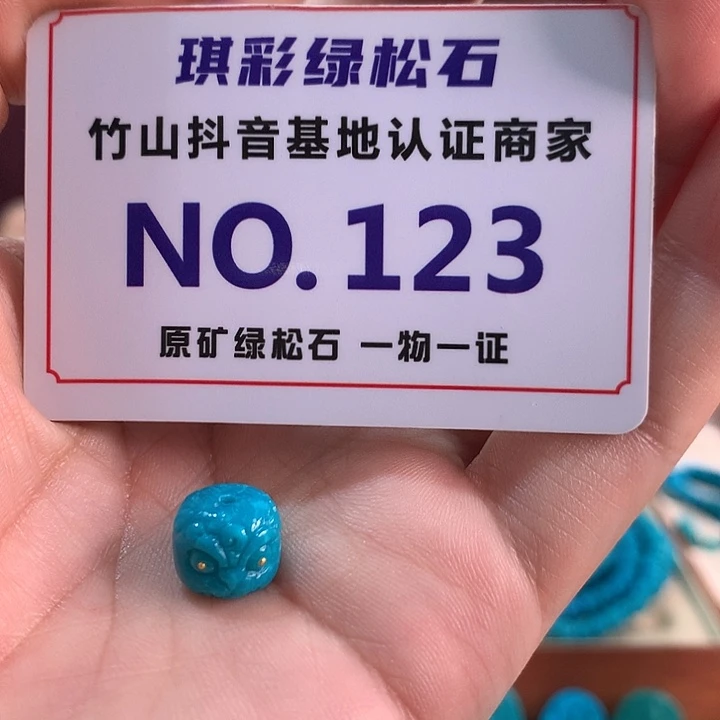 琪彩绿松石
竹山抖音基地认证商家
NO.123
原矿绿松石 一物一证